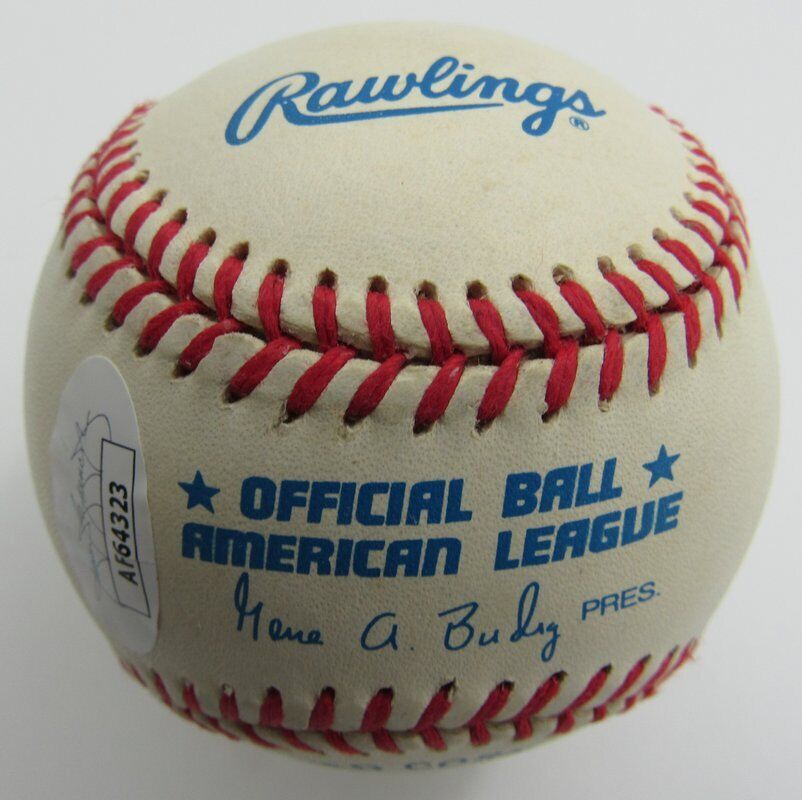 Rawlings®
★ OFFICIAL BALL ★
AMERICAN LEAGUE
Gene A. Budig PRES.
AF64323